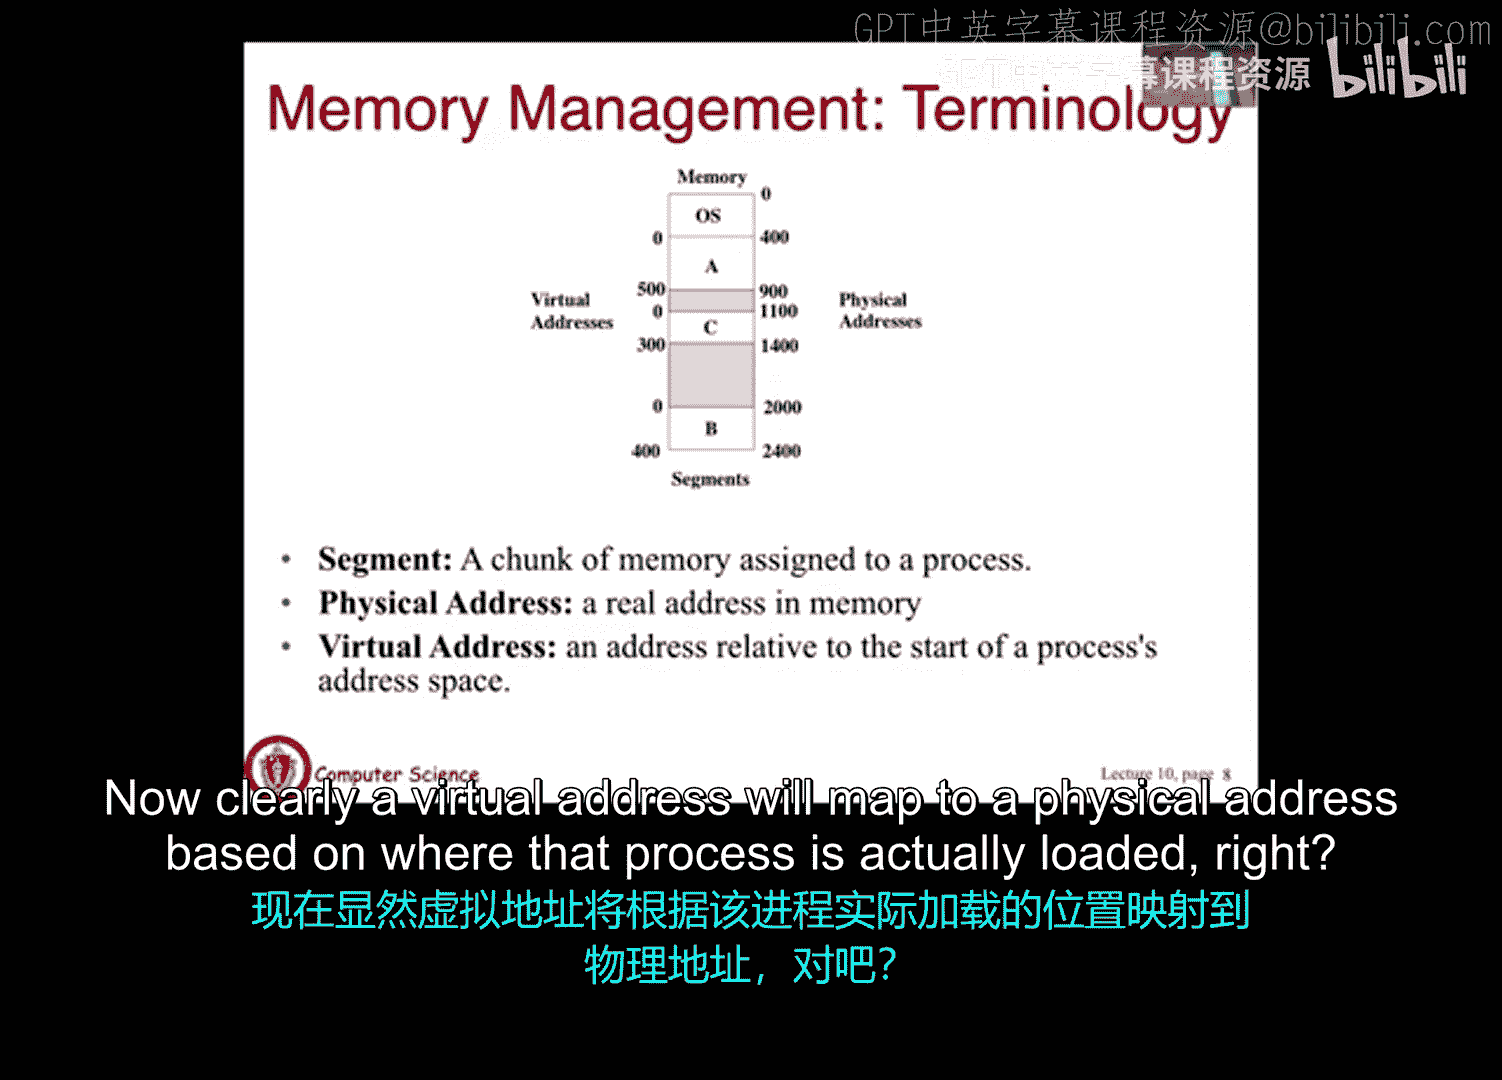 GPT中英字幕课程资源@bilibili.com
GPT中英字幕课程资源 bilibili
Memory Management: Terminology
Memory
0
OS
0 400
A
500 900
Virtual Addresses
Physical Addresses
0 1100
C
300 1400
0 2000
B
400 2400
Segments
• Segment: A chunk of memory assigned to a process.
• Physical Address: a real address in memory
• Virtual Address: an address relative to the start of a process's
address space.
Computer Science
Lecture 10, page 8
Now clearly a virtual address will map to a physical address
based on where that process is actually loaded, right?
现在显然虚拟地址将根据该进程实际加载的位置映射到
物理地址，对吧？